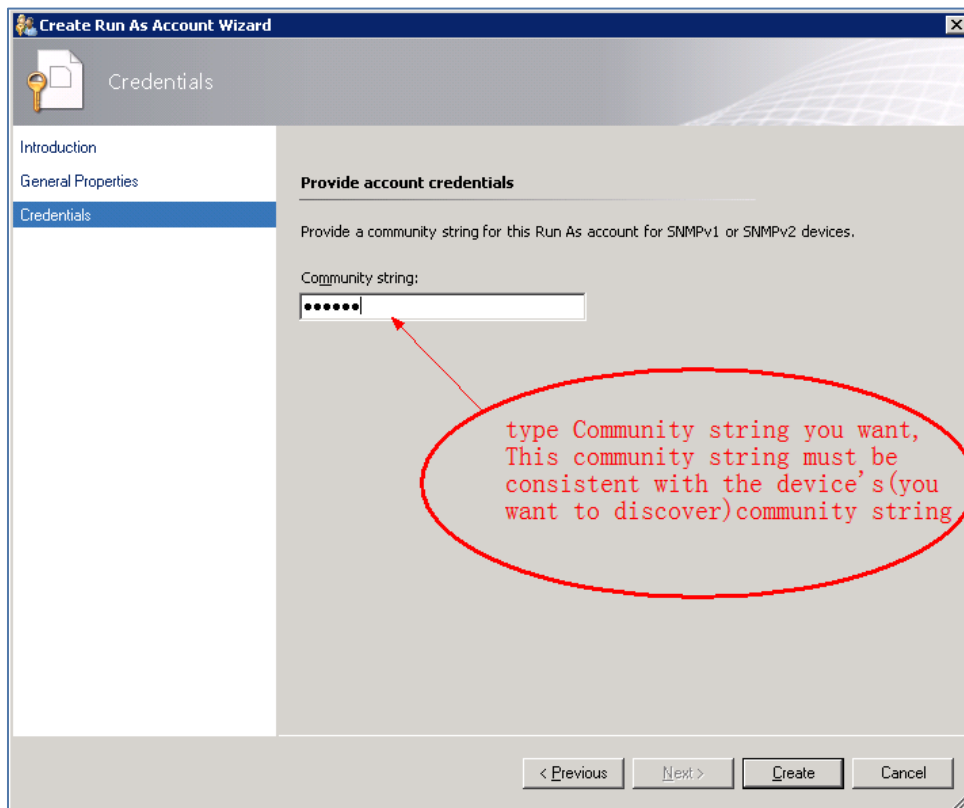 Create Run As Account Wizard
Credentials
Introduction
General Properties
Credentials
Provide account credentials
Provide a community string for this Run As account for SNMPv1 or SNMPv2 devices.
Community string:
••••••
type Community string you want,
This community string must be
consistent with the device's(you
want to discover)community string
< Previous
Next >
Create
Cancel